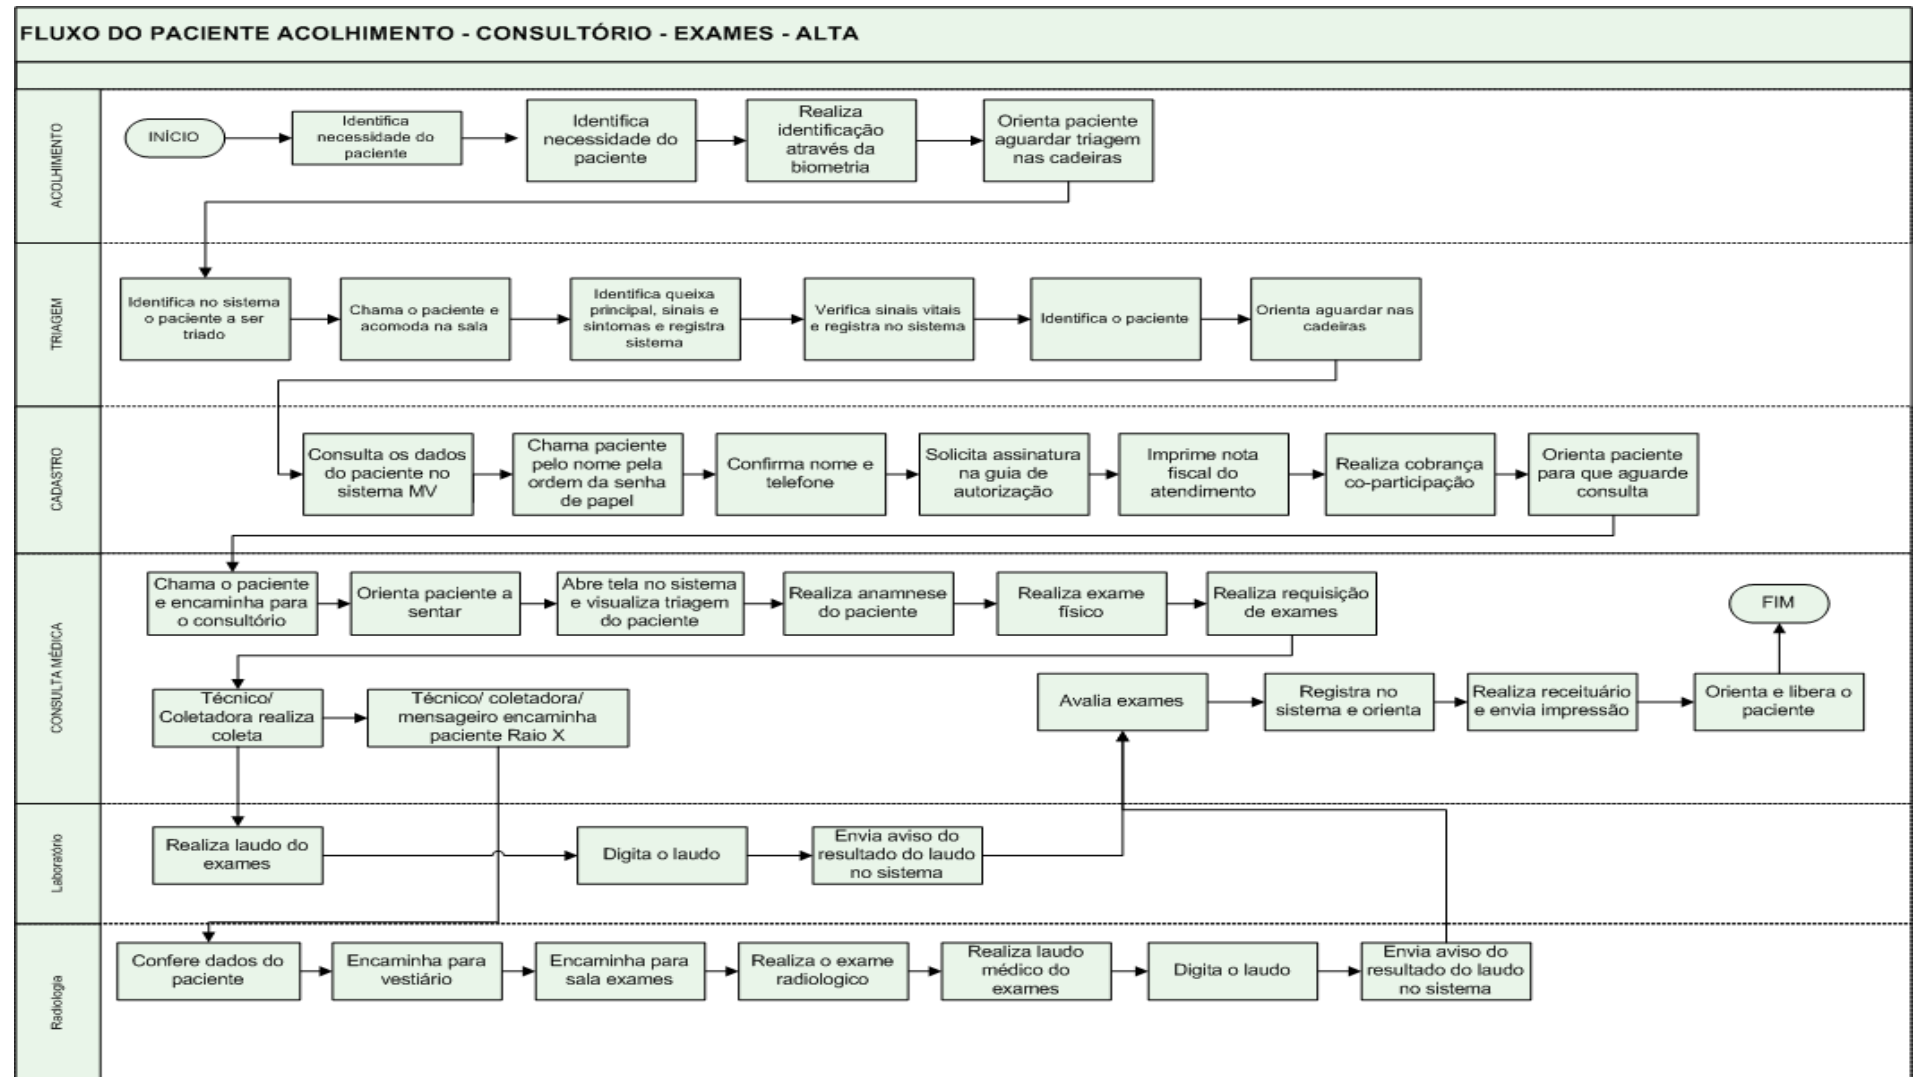 FLUXO DO PACIENTE ACOLHIMENTO - CONSULTÓRIO - EXAMES - ALTA
ACOLHIMENTO
INÍCIO
Identifica
necessidade do
paciente
Identifica
necessidade do
paciente
Realiza
identificação
através da
biometria
Orienta paciente
aguardar triagem
nas cadeiras
TRIAGEM
Identifica no sistema
o paciente a ser
triado
Chama o paciente e
acomoda na sala
Identifica queixa
principal, sinais e
sintomas e registra
sistema
Verifica sinais vitais
e registra no sistema
Identifica o paciente
Orienta aguardar nas
cadeiras
CADASTRO
Consulta os dados
do paciente no
sistema MV
Chama paciente
pelo nome pela
ordem da senha
de papel
Confirma nome e
telefone
Solicita assinatura
na guia de
autorização
Imprime nota
fiscal do
atendimento
Realiza cobrança
co-participação
Orienta paciente
para que aguarde
consulta
CONSULTA MÉDICA
Chama o paciente
e encaminha para
o consultório
Orienta paciente a
sentar
Abre tela no sistema
e visualiza triagem
do paciente
Realiza anamnese
do paciente
Realiza exame
físico
Realiza requisição
de exames
FIM
Técnico/
Coletadora realiza
coleta
Técnico/ coletadora/
mensageiro encaminha
paciente Raio X
Avalia exames
Registra no
sistema e orienta
Realiza receituário
e envia impressão
Orienta e libera o
paciente
Laboratório
Realiza laudo do
exames
Digita o laudo
Envia aviso do
resultado do laudo
no sistema
Radiologia
Confere dados do
paciente
Encaminha para
vestiário
Encaminha para
sala exames
Realiza o exame
radiologico
Realiza laudo
médico do
exames
Digita o laudo
Envia aviso do
resultado do laudo
no sistema